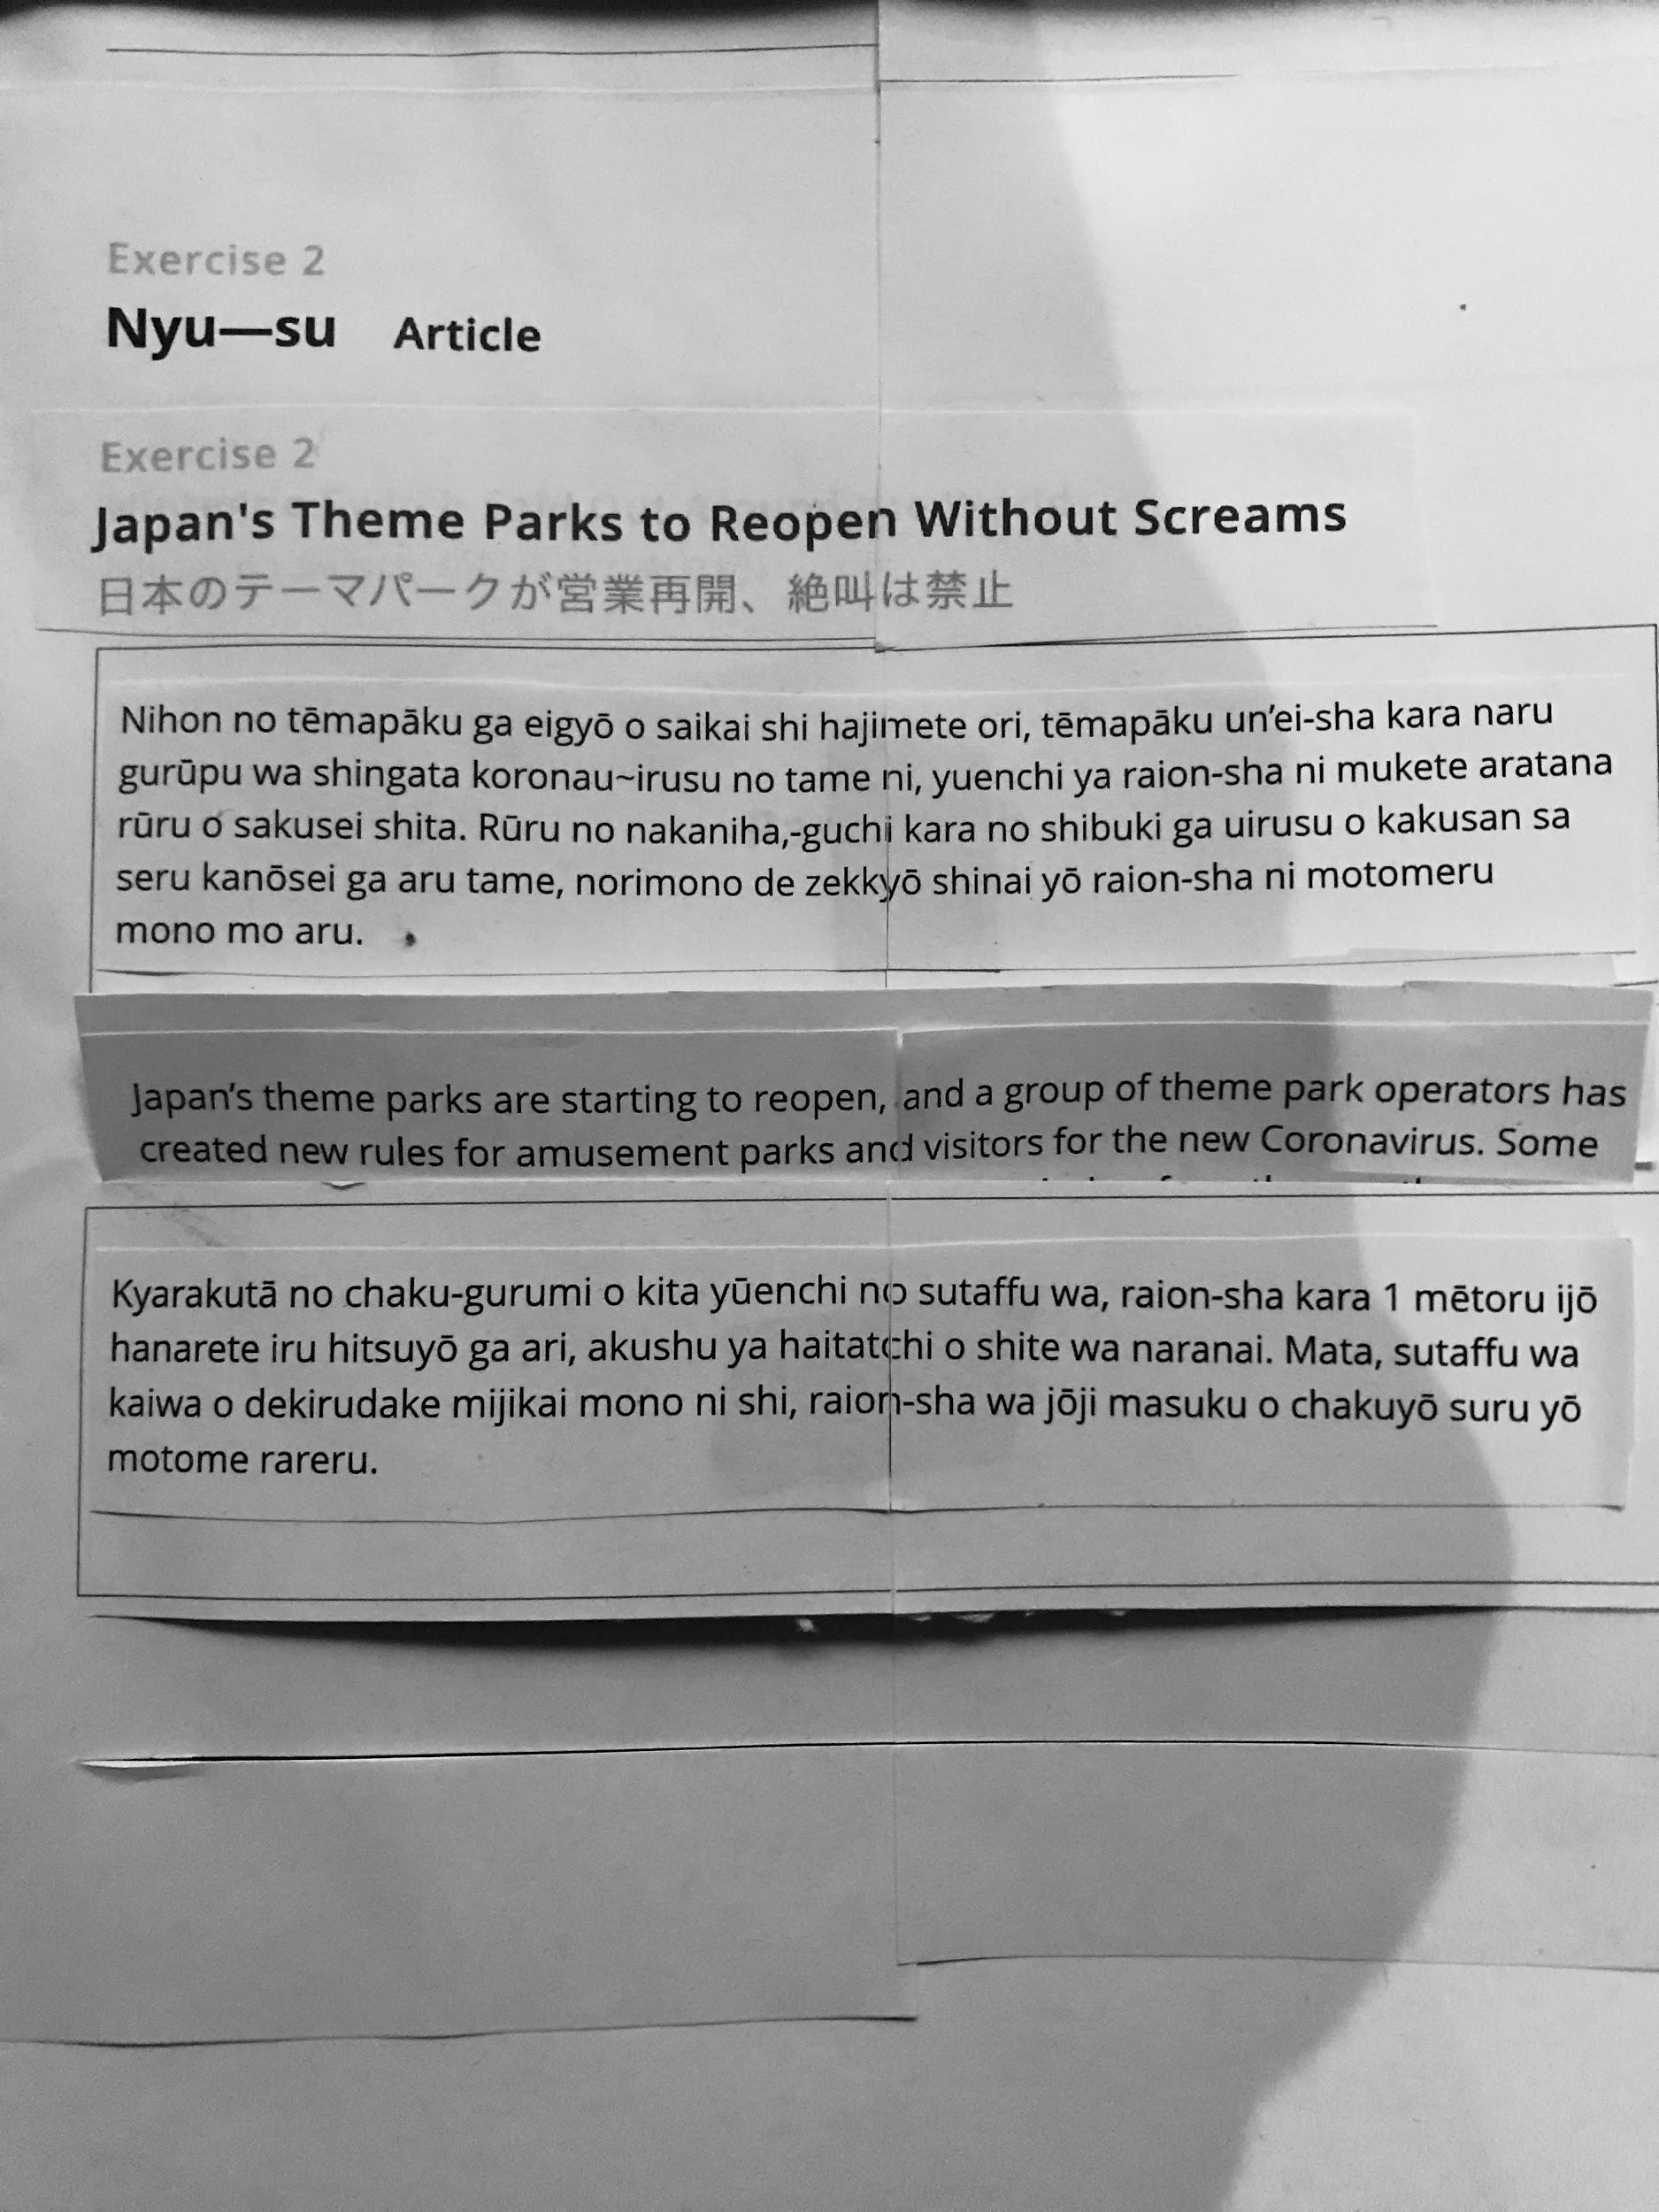 Exercise 2
Nyu—su Article
Exercise 2
Japan's Theme Parks to Reopen Without Screams
日本のテーマパークが営業再開、絶叫は禁止
Nihon no tēmapāku ga eigyō o saikai shi hajimete ori, tēmapāku un’ei-sha kara naru
gurūpu wa shingata koronau~irusu no tame ni, yuenchi ya raion-sha ni mukete aratana
rūru o sakusei shita. Rūru no nakaniha,-guchi kara no shibuki ga uirusu o kakusan sa
seru kanōsei ga aru tame, norimono de zekkyō shinai yō raion-sha ni motomeru
mono mo aru.
Japan’s theme parks are starting to reopen, and a group of theme park operators has
created new rules for amusement parks and visitors for the new Coronavirus. Some
Kyarakutā no chaku-gurumi o kita yūenchi no sutaffu wa, raion-sha kara 1 mētoru ijō
hanarete iru hitsuyō ga ari, akushu ya haitatchi o shite wa naranai. Mata, sutaffu wa
kaiwa o dekirudake mijikai mono ni shi, raion-sha wa jōji masuku o chakuyō suru yō
motome rareru.